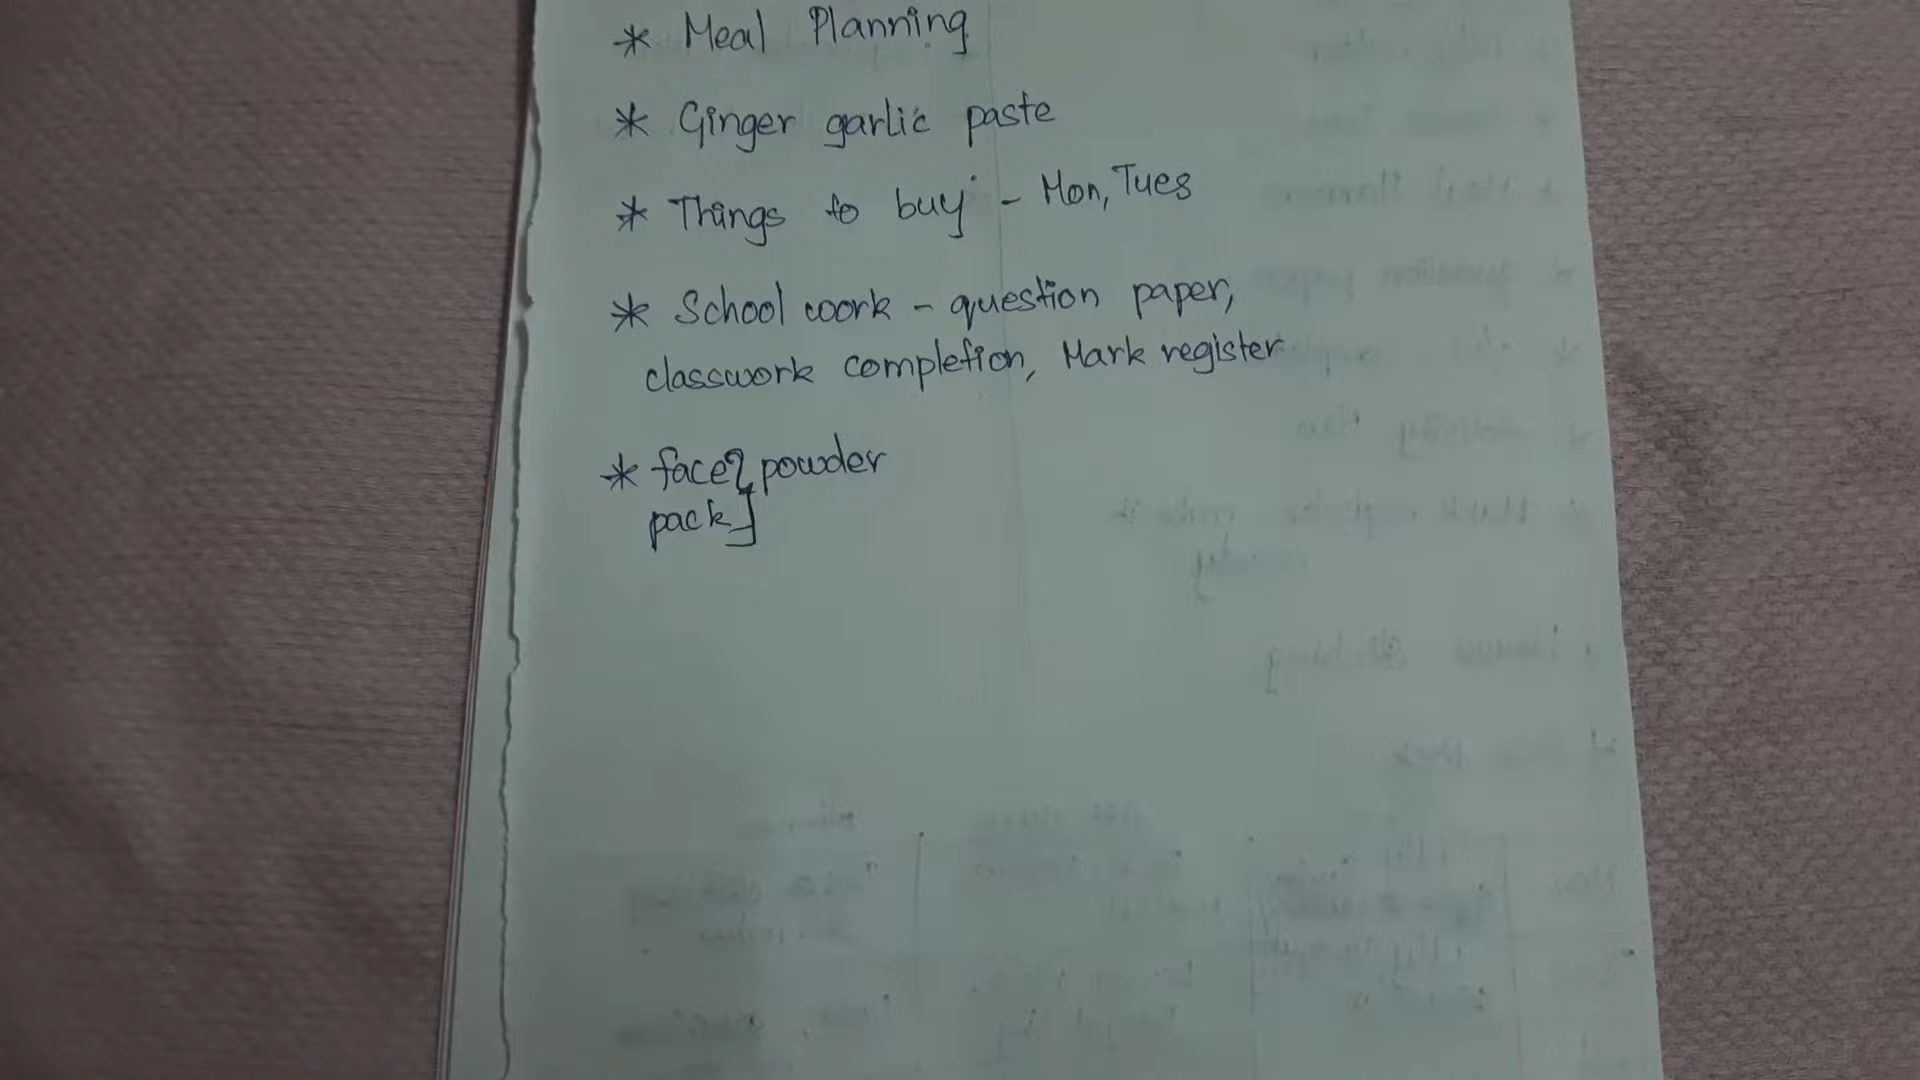 * Meal Planning
* Ginger garlic paste
* Things to buy - Mon, Tues
* School work - question paper,
classwork completion, Mark register
* face} powder
pack